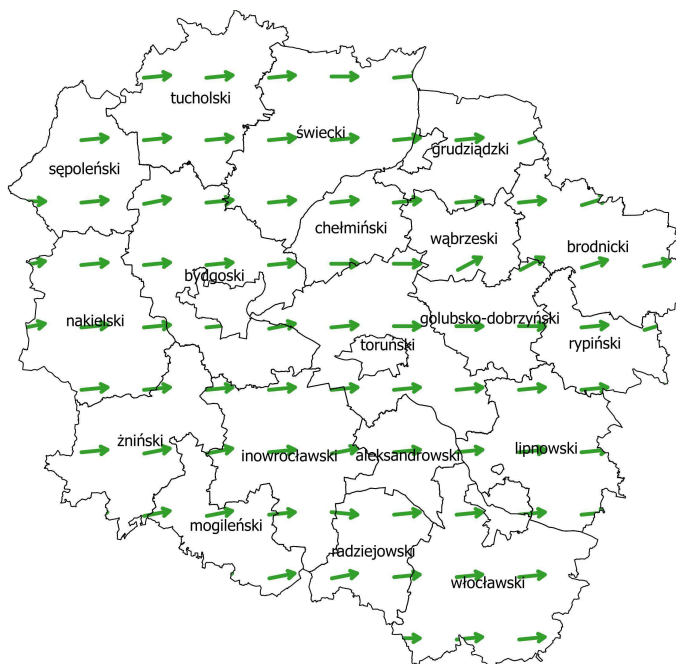 tucholski
świecki
grudziądzki
sępoleński
chełmiński
wąbrzeski
brodnicki
bydgoski
nakielski
golubsko-dobrzyński
toruński
rypiński
żniński
inowrocławski
aleksandrowski
lipnowski
mogileński
radziejowski
włocławski